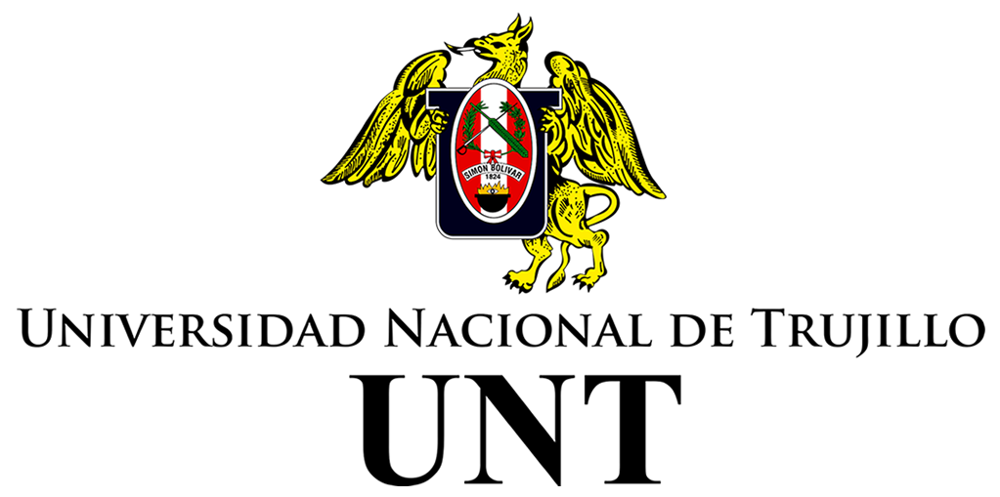 SIMON BOLIVAR
1824
UNIVERSIDAD NACIONAL DE TRUJILLO
UNT